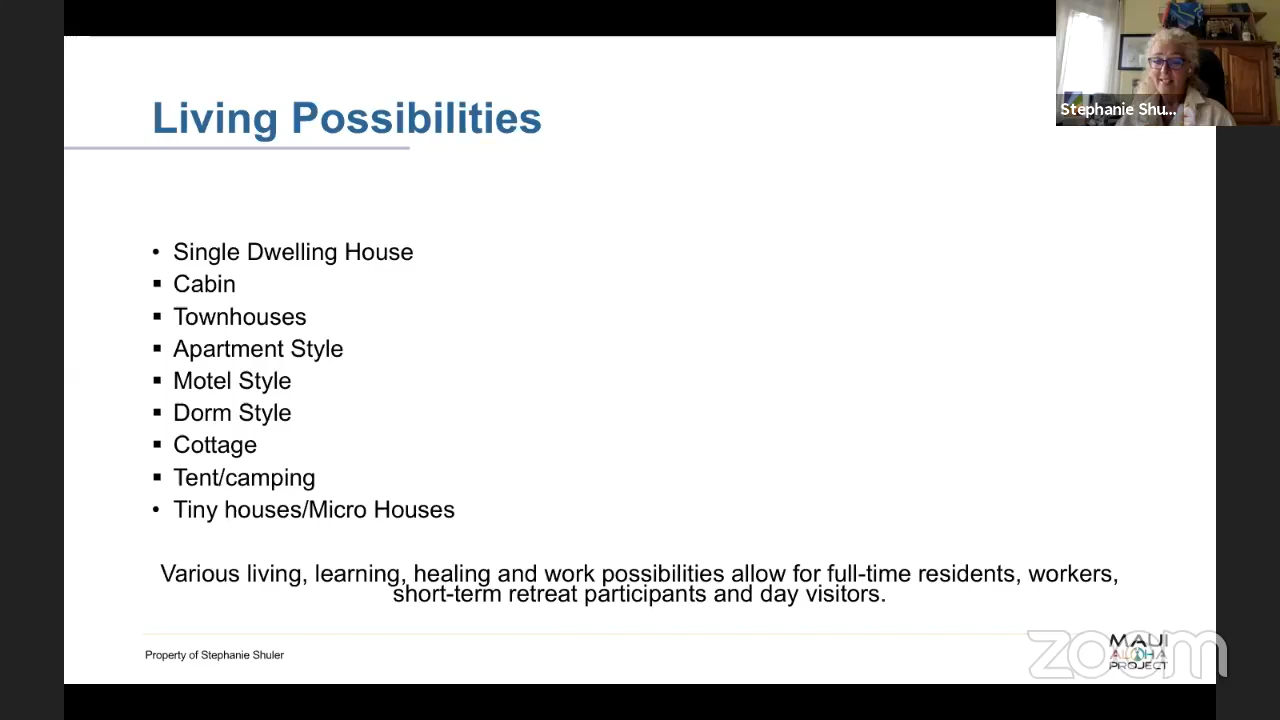 Living Possibilities
Stephanie Shu...
• Single Dwelling House
▪ Cabin
▪ Townhouses
▪ Apartment Style
▪ Motel Style
▪ Dorm Style
▪ Cottage
▪ Tent/camping
• Tiny houses/Micro Houses
Various living, learning, healing and work possibilities allow for full-time residents, workers,
short-term retreat participants and day visitors.
Property of Stephanie Shuler
MAUI
ALOHA
PROJECT
zoom